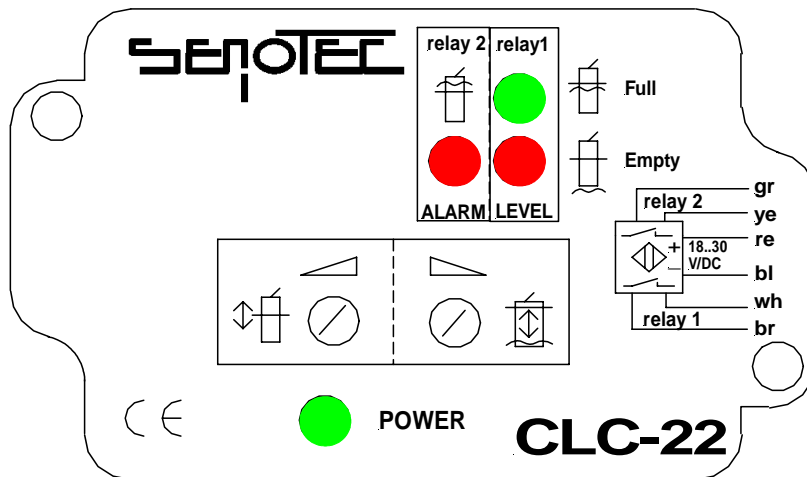 SENOTEC
relay 2 relay1
Full
Empty
ALARM LEVEL
gr
relay 2
ye
re
+ 18..30
V/DC
–
bl
wh
relay 1
br
CE
POWER
CLC-22